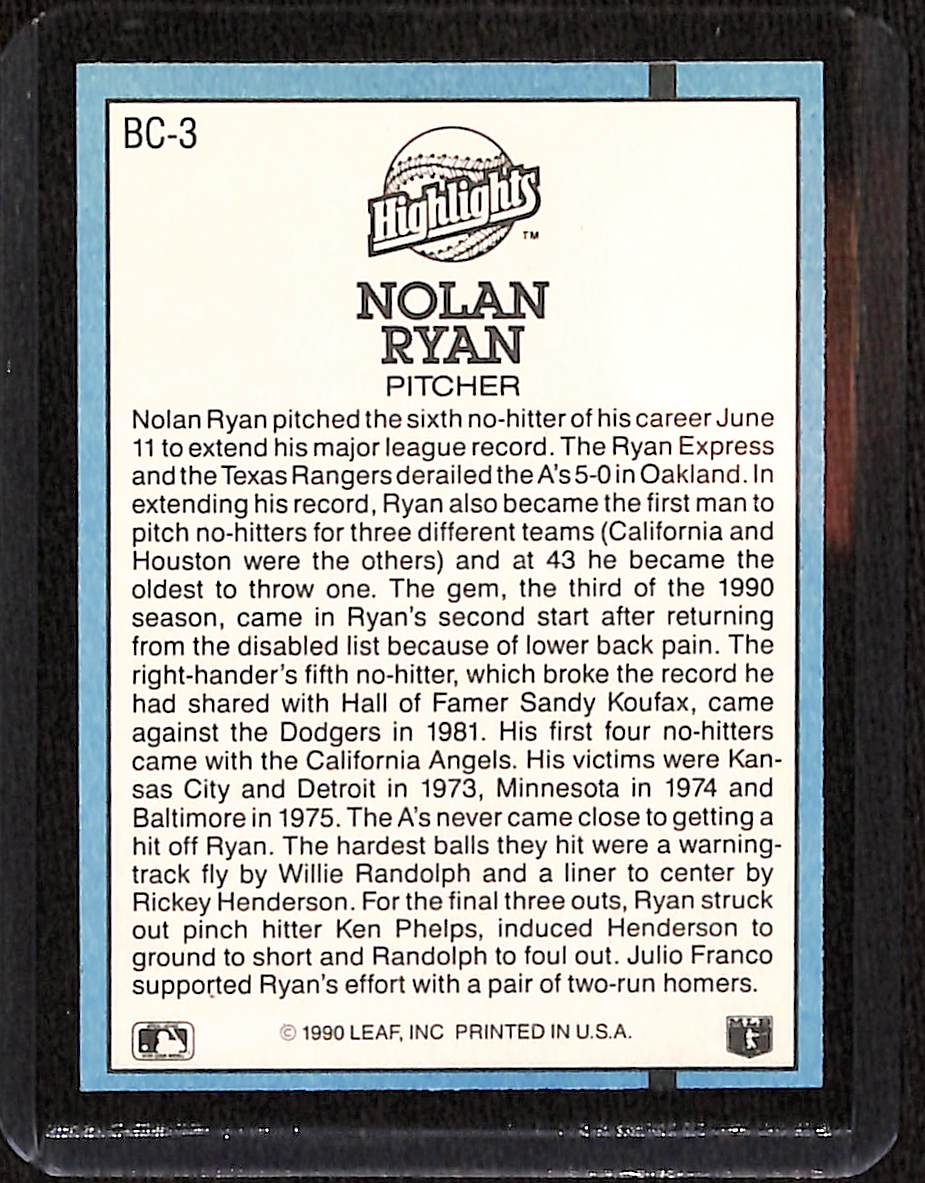 BC-3
Highlights
TM
NOLAN
RYAN
PITCHER
Nolan Ryan pitched the sixth no-hitter of his career June
11 to extend his major league record. The Ryan Express
and the Texas Rangers derailed the A's 5-0 in Oakland. In
extending his record, Ryan also became the first man to
pitch no-hitters for three different teams (California and
Houston were the others) and at 43 he became the
oldest to throw one. The gem, the third of the 1990
season, came in Ryan's second start after returning
from the disabled list because of lower back pain. The
right-hander's fifth no-hitter, which broke the record he
had shared with Hall of Famer Sandy Koufax, came
against the Dodgers in 1981. His first four no-hitters
came with the California Angels. His victims were Kan-
sas City and Detroit in 1973, Minnesota in 1974 and
Baltimore in 1975. The A's never came close to getting a
hit off Ryan. The hardest balls they hit were a warning-
track fly by Willie Randolph and a liner to center by
Rickey Henderson. For the final three outs, Ryan struck
out pinch hitter Ken Phelps, induced Henderson to
ground to short and Randolph to foul out. Julio Franco
supported Ryan's effort with a pair of two-run homers.
© 1990 LEAF, INC PRINTED IN U.S.A.